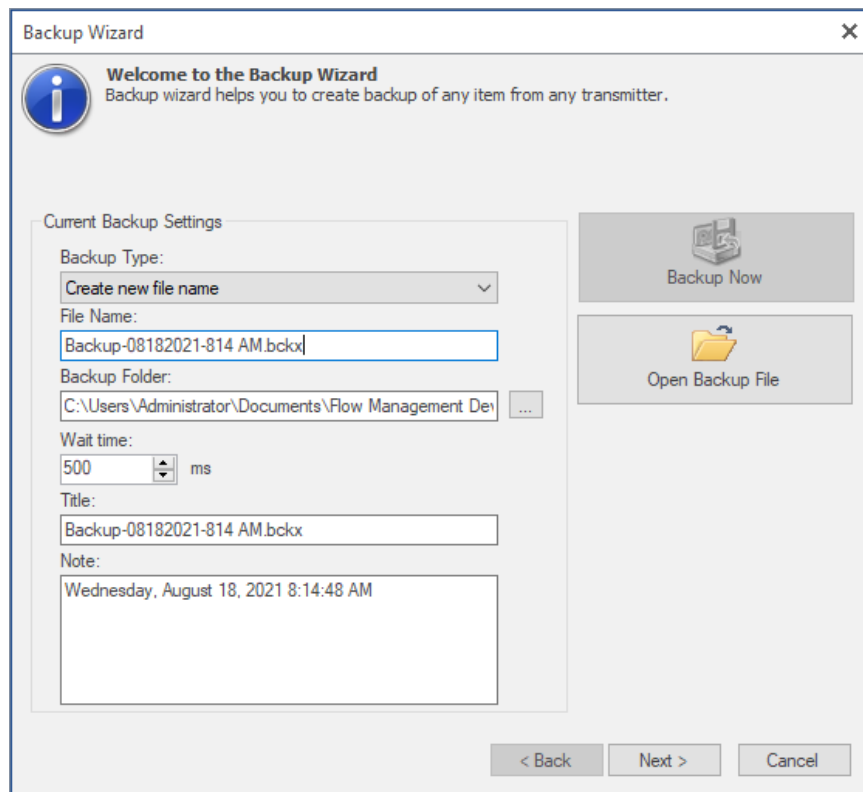 Backup Wizard
Welcome to the Backup Wizard
Backup wizard helps you to create backup of any item from any transmitter.
Current Backup Settings
Backup Type:
Create new file name
File Name:
Backup-08182021-814 AM.bckx
Backup Folder:
C:\Users\Administrator\Documents\Flow Management Dev
...
Wait time:
500 ms
Title:
Backup-08182021-814 AM.bckx
Note:
Wednesday, August 18, 2021 8:14:48 AM
Backup Now
Open Backup File
< Back
Next >
Cancel